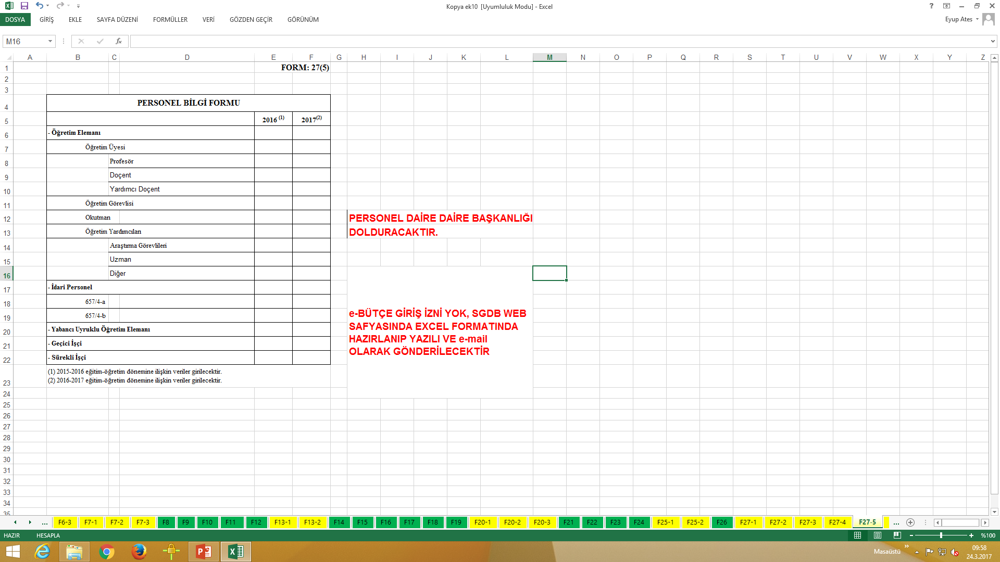 Kopya ek10 [Uyumluluk Modu] - Excel
DOSYA GİRİŞ EKLE SAYFA DÜZENİ FORMÜLLER VERİ GÖZDEN GEÇİR GÖRÜNÜM
Eyup Ates
M16
fx
A B C D E F G H I J K L M N O P Q R S T U V W X Y Z
1 FORM: 27(5)
2
3
4 PERSONEL BİLGİ FORMU
5 2016 (1) 2017(2)
6 - Öğretim Elemanı
7 Öğretim Üyesi
8 Profesör
9 Doçent
10 Yardımcı Doçent
11 Öğretim Görevlisi
12 Okutman PERSONEL DAİRE DAİRE BAŞKANLIĞI
13 Öğretim Yardımcıları DOLDURACAKTIR.
14 Araştırma Görevlileri
15 Uzman
16 Diğer
17 - İdari Personel
18 657/4-a
19 657/4-b
e-BÜTÇE GİRİŞ İZNİ YOK, SGDB WEB
SAFYASINDA EXCEL FORMATINDA
HAZIRLANIP YAZILI VE e-mail
OLARAK GÖNDERİLECEKTİR
20 - Yabancı Uyruklu Öğretim Elemanı
21 - Geçici İşçi
22 - Sürekli İşçi
(1) 2015-2016 eğitim-öğretim dönemine ilişkin veriler girilecektir.
23 (2) 2016-2017 eğitim-öğretim dönemine ilişkin veriler girilecektir.
24
25
26
27
28
29
30
31
32
33
34
35
... F6-3 F7-1 F7-2 F7-3 F8 F9 F10 F11 F12 F13-1 F13-2 F14 F15 F16 F17 F18 F19 F20-1 F20-2 F20-3 F21 F22 F23 F24 F25-1 F25-2 F26 F27-1 F27-2 F27-3 F27-4 F27-5 ...
HAZIR HESAPLA %100
Masaüstü 09:58
24.3.2017